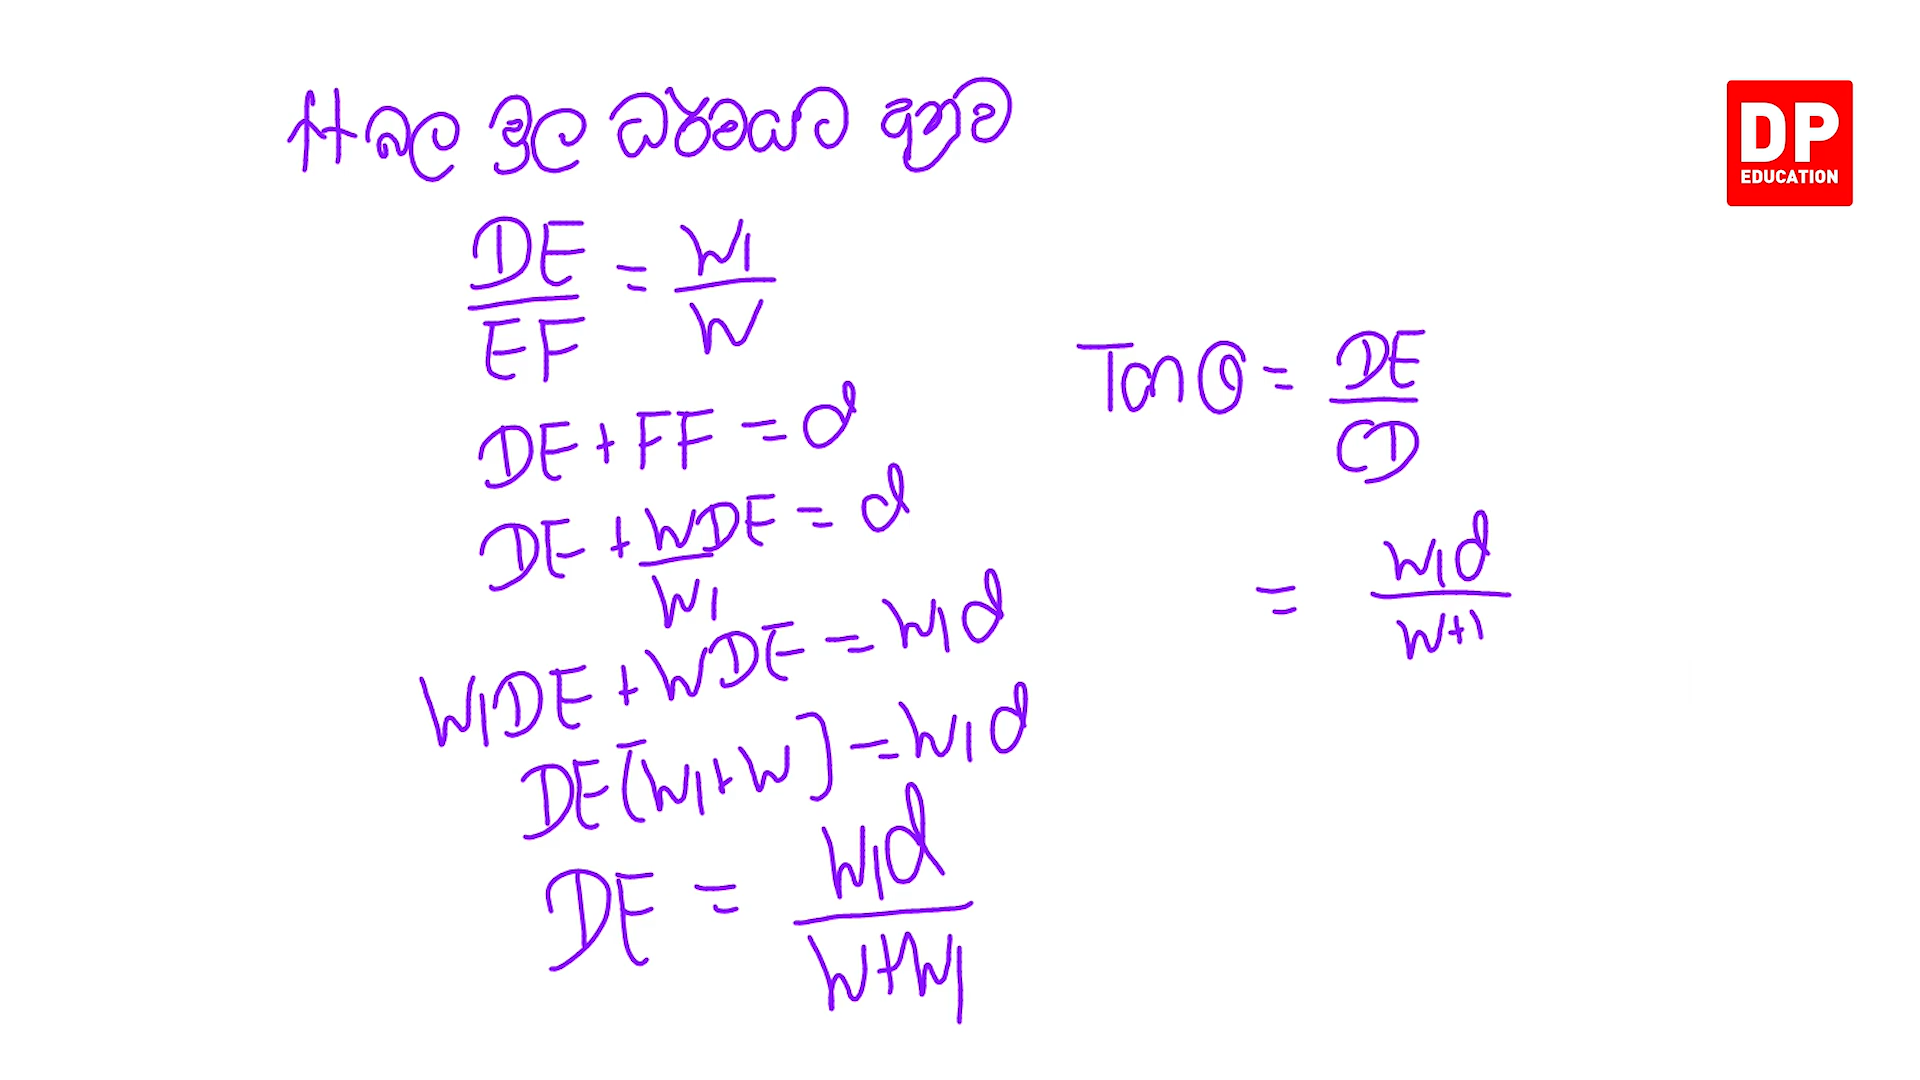 // බල මූල ධර්මයට අනුව
DE/EF = W1/W
DE + FF = d
DE + WDE/W1 = d
W1DE + WDE = W1d
DE(W1+W) = W1d
DE = W1d/W+W1
Tan θ = DE/CD
= W1d/W+1
DP
EDUCATION